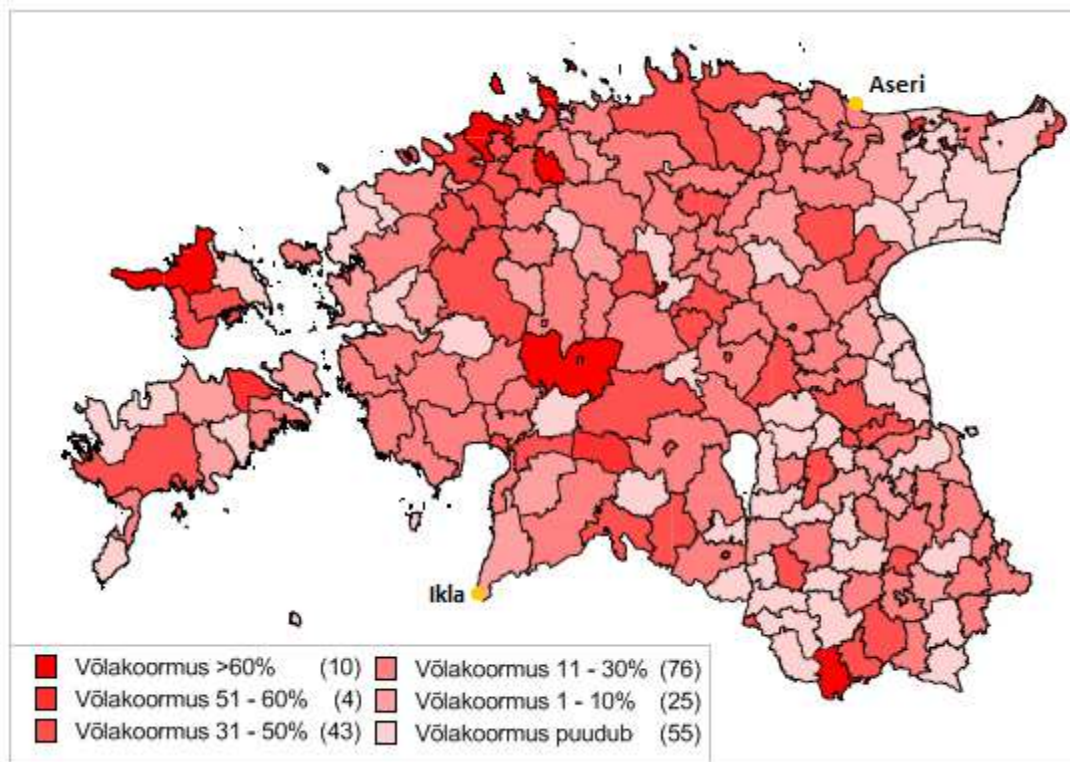 Aseri
Ikla
Võlakoormus >60% (10)
Võlakoormus 51 - 60% (4)
Võlakoormus 31 - 50% (43)
Võlakoormus 11 - 30% (76)
Võlakoormus 1 - 10% (25)
Võlakoormus puudub (55)